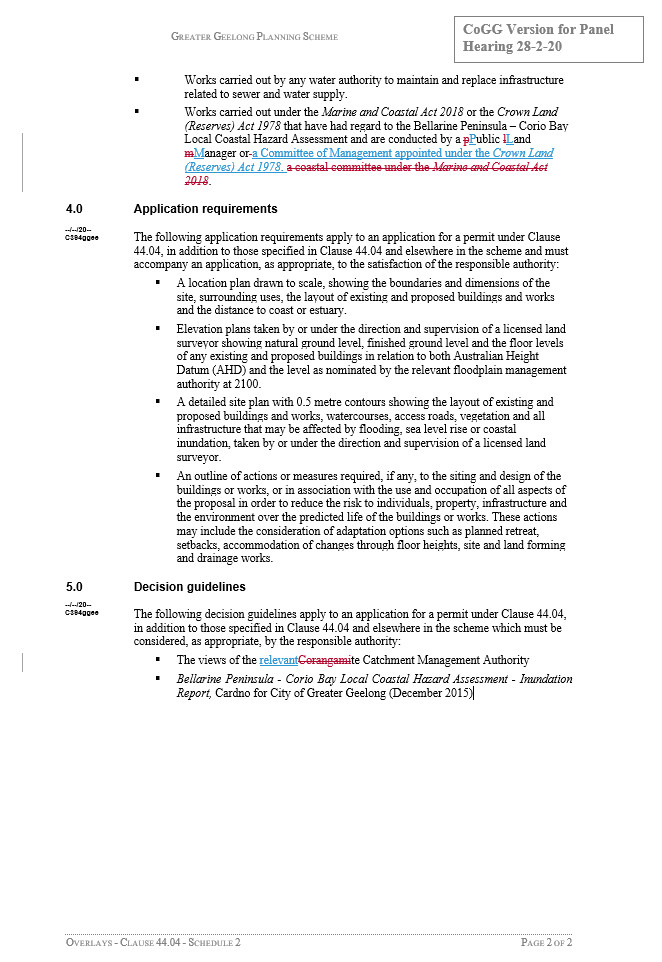 GREATER GEELONG PLANNING SCHEME
CoGG Version for Panel
Hearing 28-2-20
▪ Works carried out by any water authority to maintain and replace infrastructure
related to sewer and water supply.
▪ Works carried out under the Marine and Coastal Act 2018 or the Crown Land
(Reserves) Act 1978 that have had regard to the Bellarine Peninsula – Corio Bay
Local Coastal Hazard Assessment and are conducted by a pPublic lLand
mManager or a Committee of Management appointed under the Crown Land
(Reserves) Act 1978. a coastal committee under the Marine and Coastal Act
2018.
4.0 Application requirements
--/--/20--
C394ggee
The following application requirements apply to an application for a permit under Clause
44.04, in addition to those specified in Clause 44.04 and elsewhere in the scheme and must
accompany an application, as appropriate, to the satisfaction of the responsible authority:
▪ A location plan drawn to scale, showing the boundaries and dimensions of the
site, surrounding uses, the layout of existing and proposed buildings and works
and the distance to coast or estuary.
▪ Elevation plans taken by or under the direction and supervision of a licensed land
surveyor showing natural ground level, finished ground level and the floor levels
of any existing and proposed buildings in relation to both Australian Height
Datum (AHD) and the level as nominated by the relevant floodplain management
authority at 2100.
▪ A detailed site plan with 0.5 metre contours showing the layout of existing and
proposed buildings and works, watercourses, access roads, vegetation and all
infrastructure that may be affected by flooding, sea level rise or coastal
inundation, taken by or under the direction and supervision of a licensed land
surveyor.
▪ An outline of actions or measures required, if any, to the siting and design of the
buildings or works, or in association with the use and occupation of all aspects of
the proposal in order to reduce the risk to individuals, property, infrastructure and
the environment over the predicted life of the buildings or works. These actions
may include the consideration of adaptation options such as planned retreat,
setbacks, accommodation of changes through floor heights, site and land forming
and drainage works.
5.0 Decision guidelines
--/--/20--
C394ggee
The following decision guidelines apply to an application for a permit under Clause 44.04,
in addition to those specified in Clause 44.04 and elsewhere in the scheme which must be
considered, as appropriate, by the responsible authority:
▪ The views of the relevantCorangamite Catchment Management Authority
▪ Bellarine Peninsula - Corio Bay Local Coastal Hazard Assessment - Inundation
Report, Cardno for City of Greater Geelong (December 2015)
OVERLAYS - CLAUSE 44.04 - SCHEDULE 2 PAGE 2 OF 2